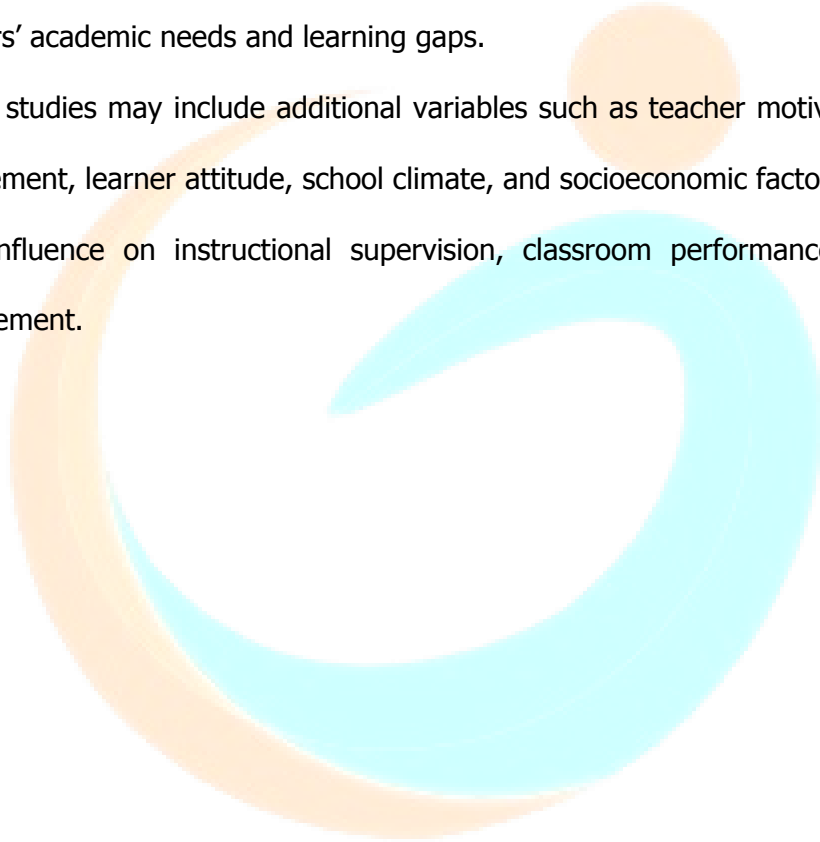 rs’ academic needs and learning gaps.
studies may include additional variables such as teacher motiv
ement, learner attitude, school climate, and socioeconomic facto
nfluence on instructional supervision, classroom performance
ement.